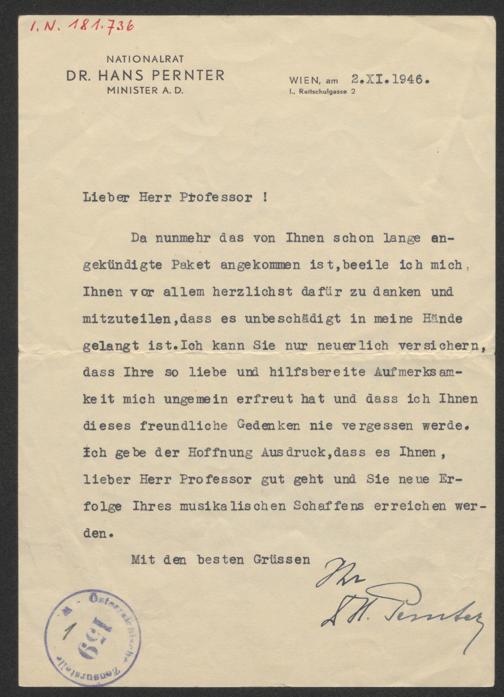 I.N. 181.736
NATIONALRAT
DR. HANS PERNTER
MINISTER A. D.
WIEN, am 2.XI.1946.
I., Reitschulgasse 2
Lieber Herr Professor !
Da nunmehr das von Ihnen schon lange an-
gekündigte Paket angekommen ist,beeile ich mich,
Ihnen vor allem herzlichst dafür zu danken und
mitzuteilen,dass es unbeschädigt in meine Hände
gelangt ist.Ich kann Sie nur neuerlich versichern,
dass Ihre so liebe und hilfsbereite Aufmerksam-
keit mich ungemein erfreut hat und dass ich Ihnen
dieses freundliche Gedenken nie vergessen werde.
Ich gebe der Hoffnung Ausdruck,dass es Ihnen,
lieber Herr Professor gut geht und Sie neue Er-
folge Ihres musikalischen Schaffens erreichen wer-
den.
Mit den besten Grüssen
Ihr
Dr H. Pernter
Österreichische Zensurstelle - W. -
1
159